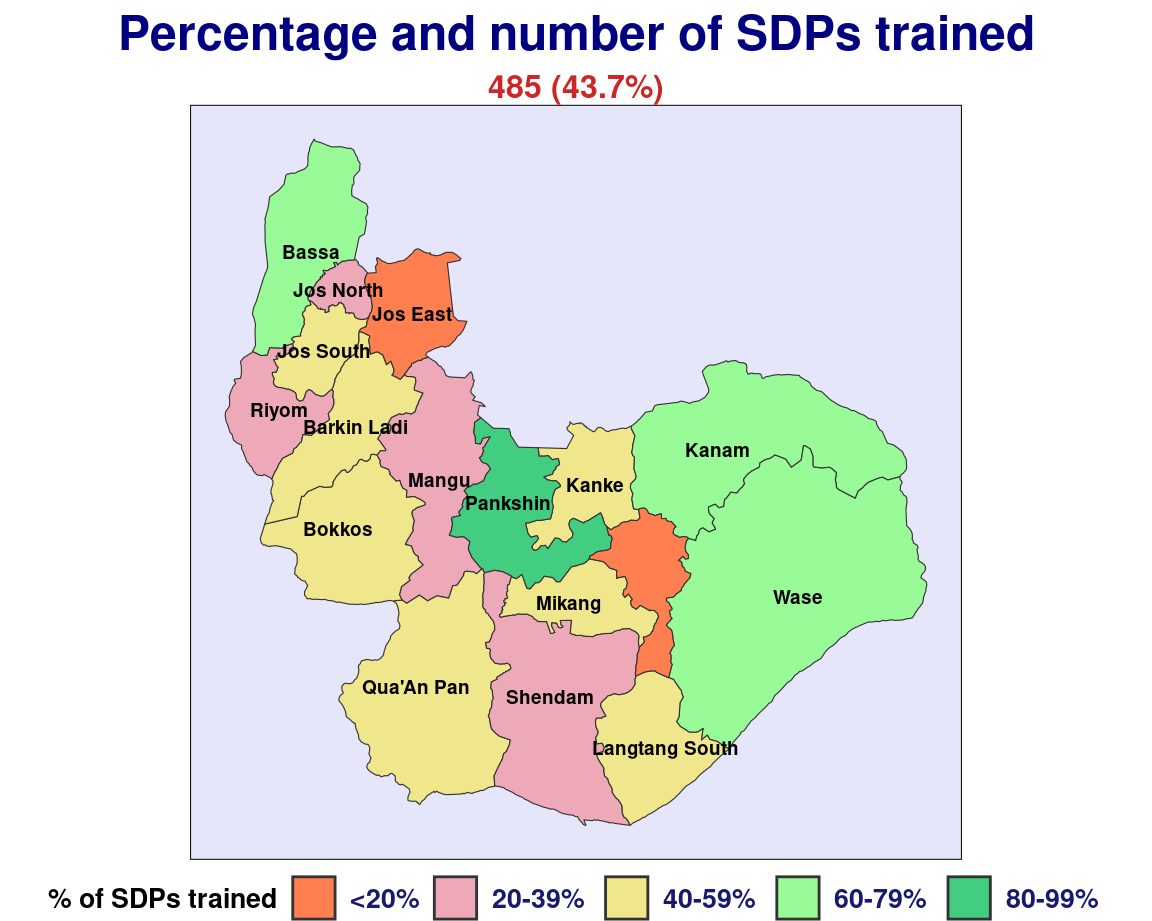 Percentage and number of SDPs trained
485 (43.7%)
Bassa
Jos North
Jos East
Jos South
Riyom
Barkin Ladi
Kanam
Mangu
Kanke
Pankshin
Bokkos
Wase
Mikang
Qua'An Pan
Shendam
Langtang South
% of SDPs trained <20% 20-39% 40-59% 60-79% 80-99%